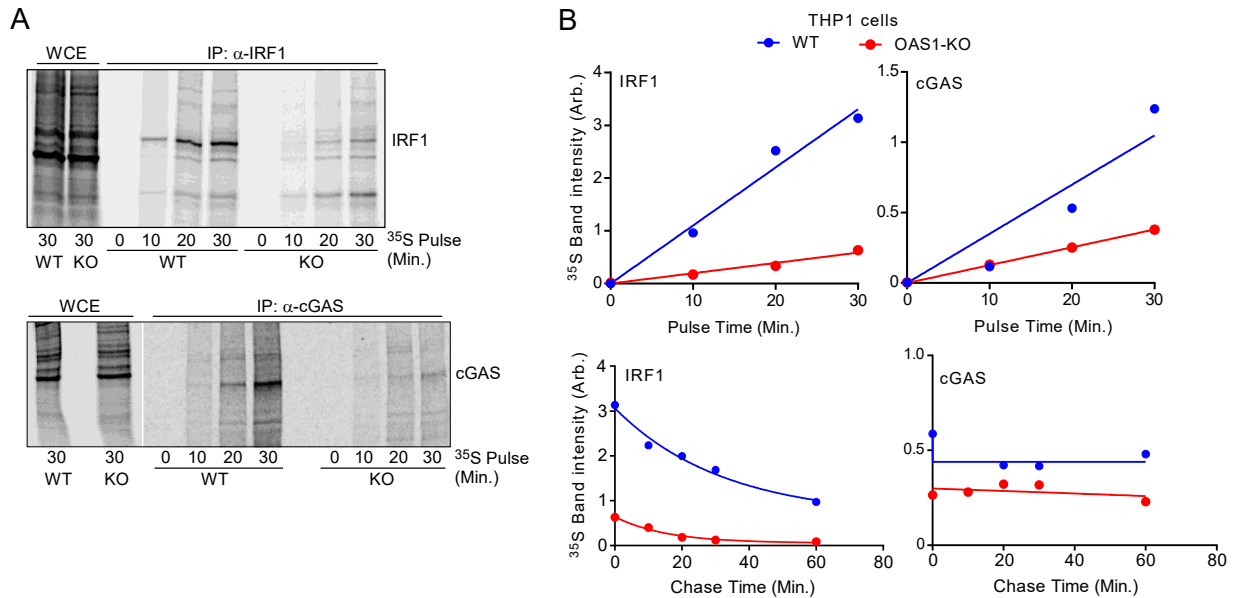 A
WCE IP: α-IRF1
IRF1
30 30 0 10 20 30 0 10 20 30 35S Pulse
WT KO WT KO (Min.)
WCE IP: α-cGAS
cGAS
30 30 0 10 20 30 0 10 20 30 35S Pulse
WT KO WT KO (Min.)
B
THP1 cells
WT OAS1-KO
35S Band intensity (Arb.)
IRF1
4
3
2
1
0
0 10 20 30
Pulse Time (Min.)
cGAS
1.5
1.0
0.5
0
0 10 20 30
Pulse Time (Min.)
35S Band intensity (Arb.)
IRF1
4
3
2
1
0
0 20 40 60 80
Chase Time (Min.)
cGAS
1.0
0.5
0
0 20 40 60 80
Chase Time (Min.)